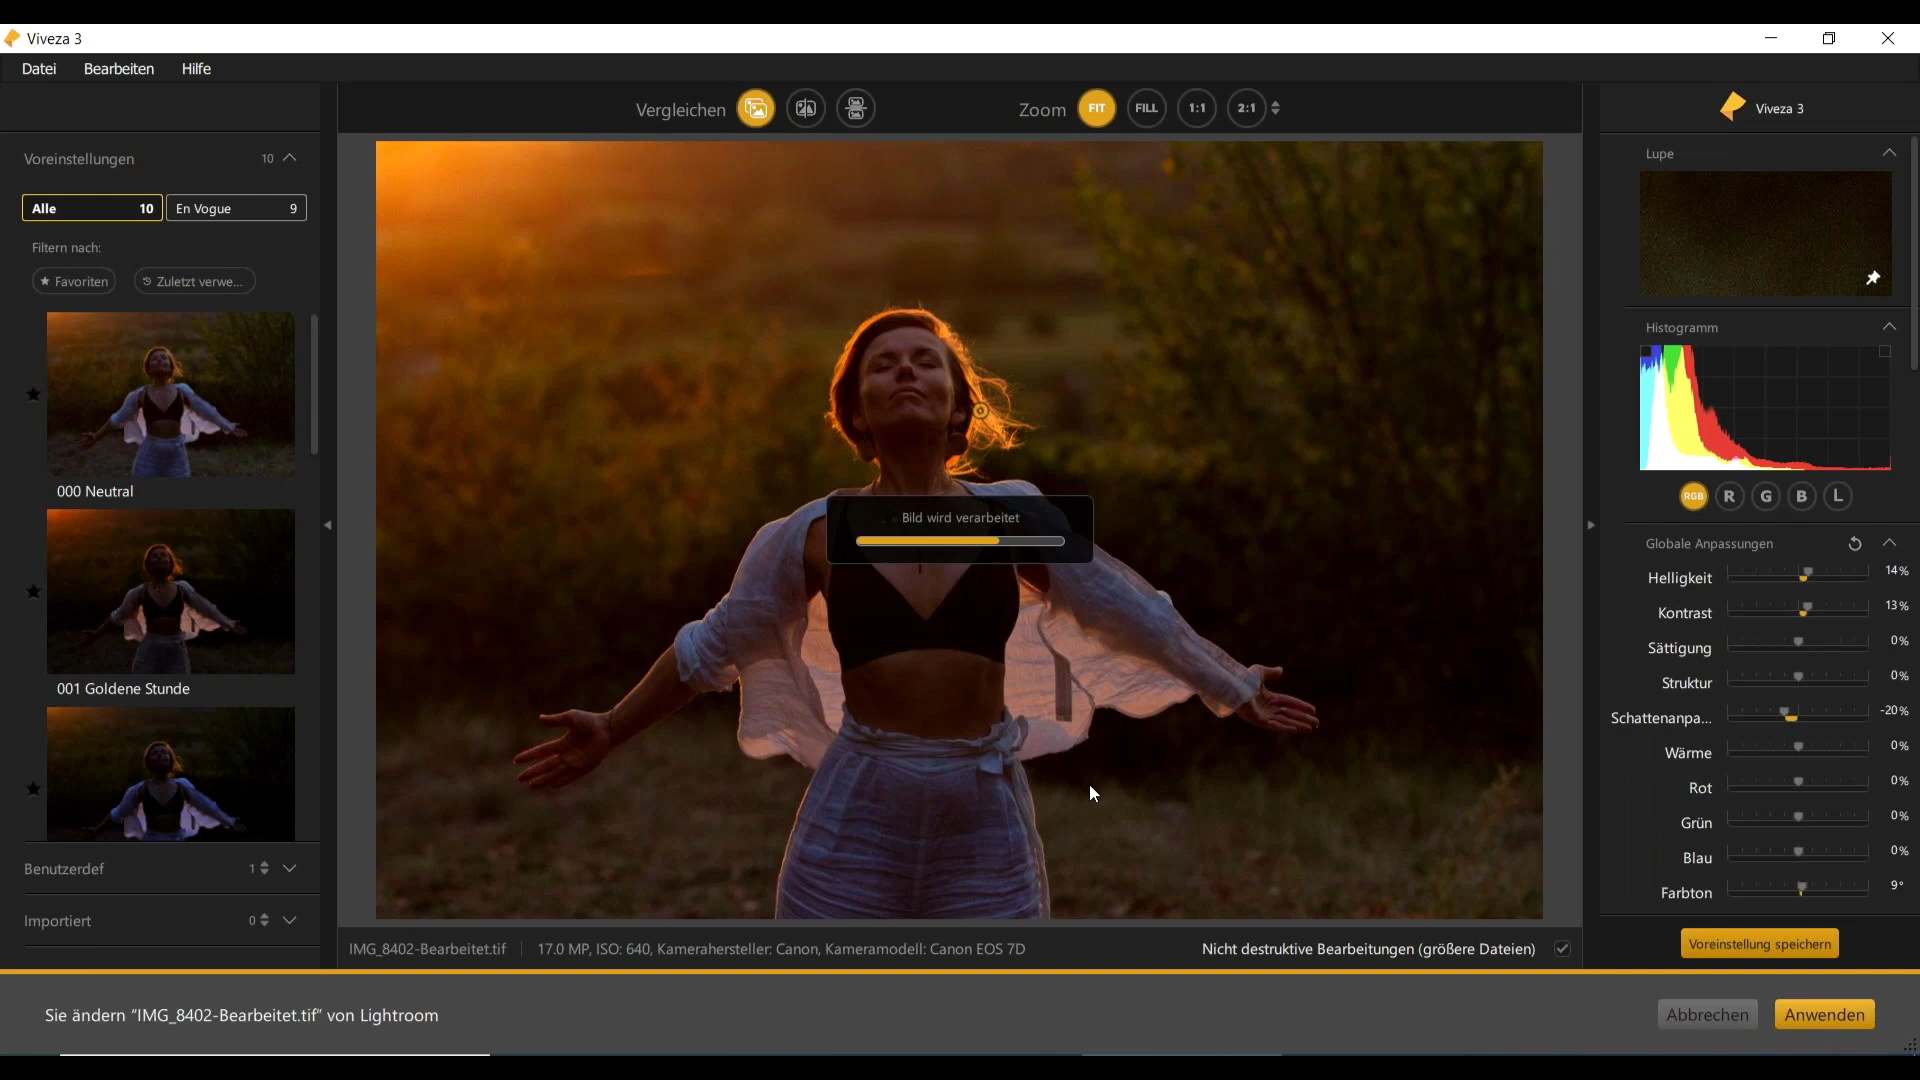 Viveza 3
Datei Bearbeiten Hilfe
Vergleichen Zoom FIT FILL 1:1 2:1
Viveza 3
Voreinstellungen 10
Alle 10 En Vogue 9
Filtern nach:
Favoriten Zuletzt verwe...
000 Neutral
001 Goldene Stunde
Benutzerdef 1
Importiert 0
Bild wird verarbeitet
Lupe
Histogramm
RGB R G B L
Globale Anpassungen
Helligkeit 14%
Kontrast 13%
Sättigung 0%
Struktur 0%
Schattenanpa... -20%
Wärme 0%
Rot 0%
Grün 0%
Blau 0%
Farbton 9°
Voreinstellung speichern
IMG_8402-Bearbeitet.tif 17.0 MP, ISO: 640, Kamerahersteller: Canon, Kameramodell: Canon EOS 7D Nicht destruktive Bearbeitungen (größere Dateien)
Sie ändern "IMG_8402-Bearbeitet.tif" von Lightroom
Abbrechen Anwenden